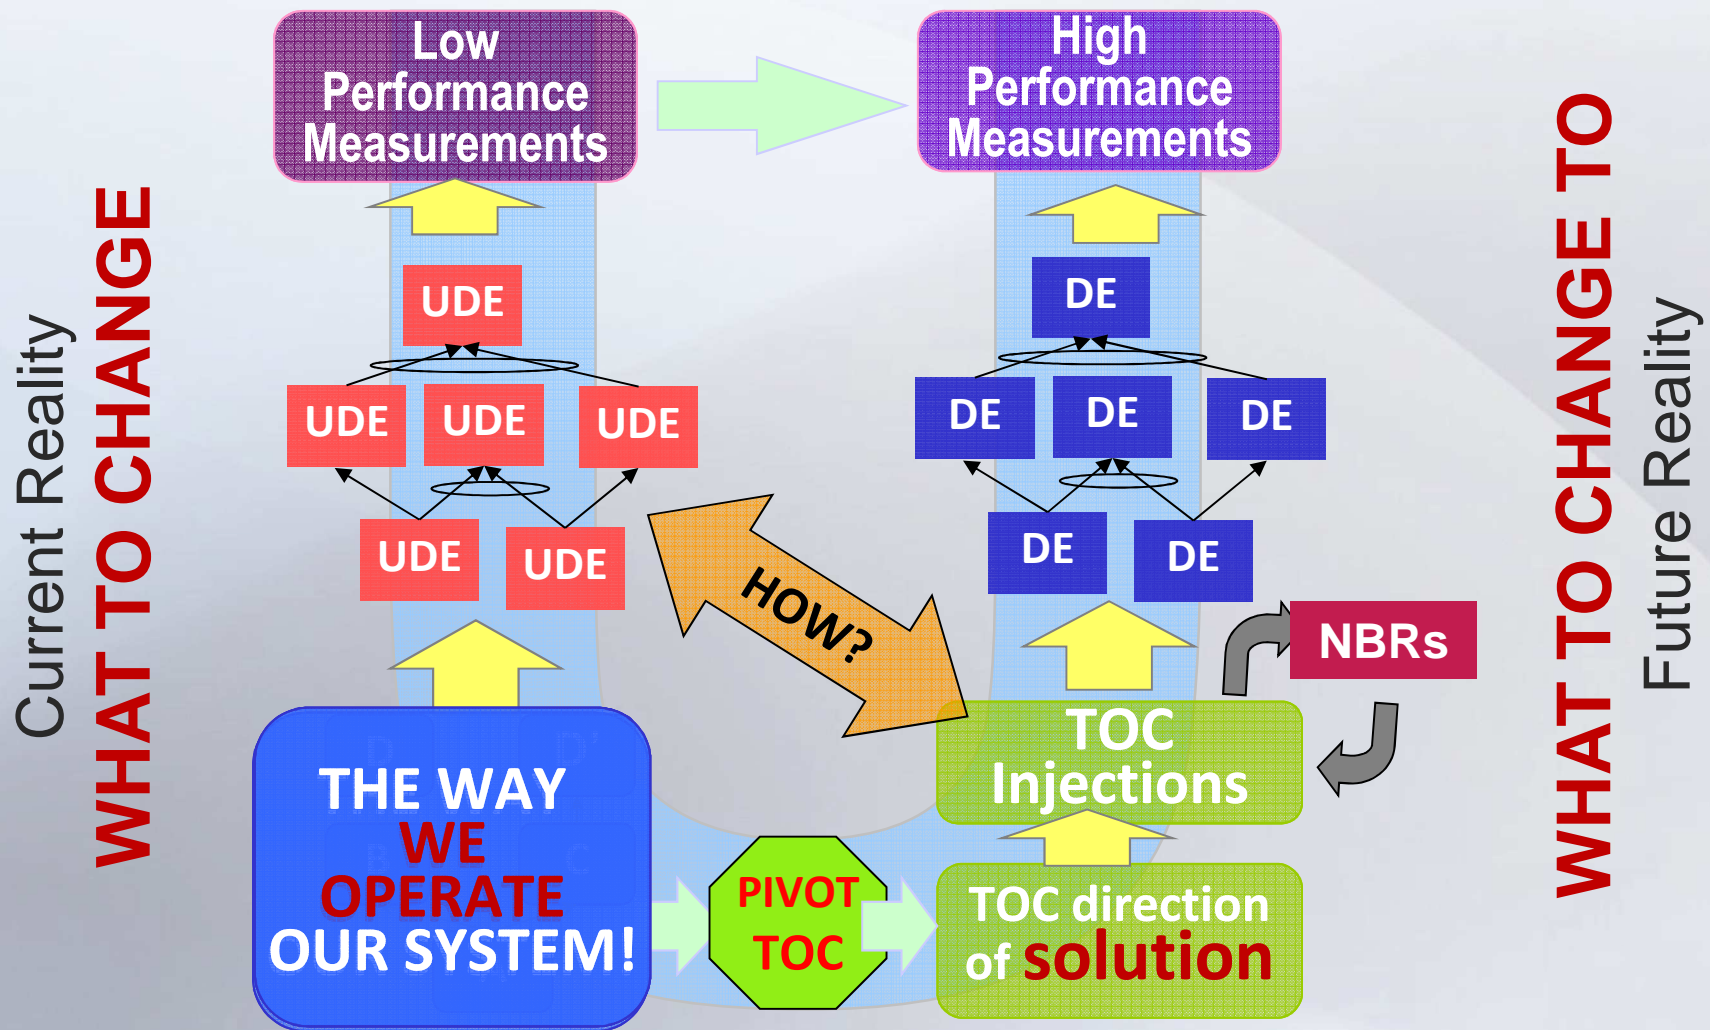 Current Reality
WHAT TO CHANGE
Low
Performance
Measurements
UDE
UDE
UDE
UDE
UDE
UDE
THE WAY
WE
OPERATE
OUR SYSTEM!
HOW?
PIVOT
TOC
High
Performance
Measurements
DE
DE
DE
DE
DE
DE
NBRs
TOC
Injections
TOC direction
of solution
WHAT TO CHANGE TO
Future Reality